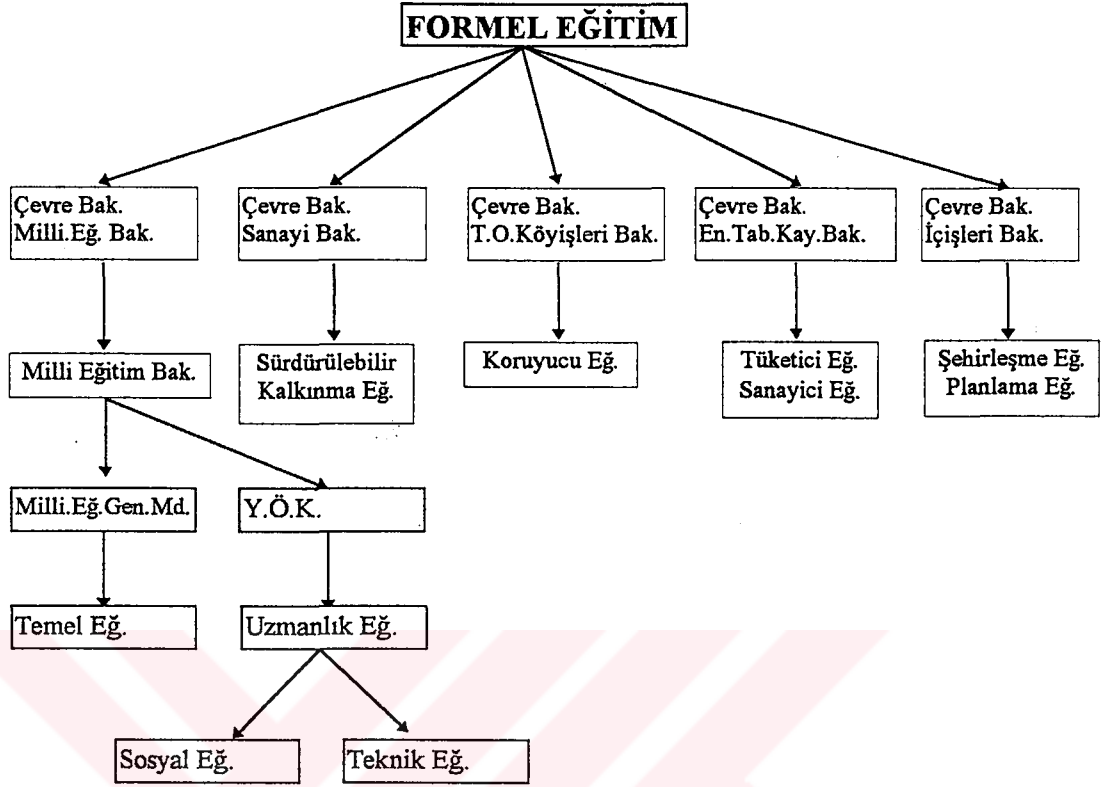 FORMEL EĞİTİM
Çevre Bak.
Milli.Eğ. Bak.
Çevre Bak.
Sanayi Bak.
Çevre Bak.
T.O.Köyişleri Bak.
Çevre Bak.
En.Tab.Kay.Bak.
Çevre Bak.
İçişleri Bak.
Milli Eğitim Bak.
Sürdürülebilir
Kalkınma Eğ.
Koruyucu Eğ.
Tüketici Eğ.
Sanayici Eğ.
Şehirleşme Eğ.
Planlama Eğ.
Milli.Eğ.Gen.Md.
Y.Ö.K.
Temel Eğ.
Uzmanlık Eğ.
Sosyal Eğ.
Teknik Eğ.